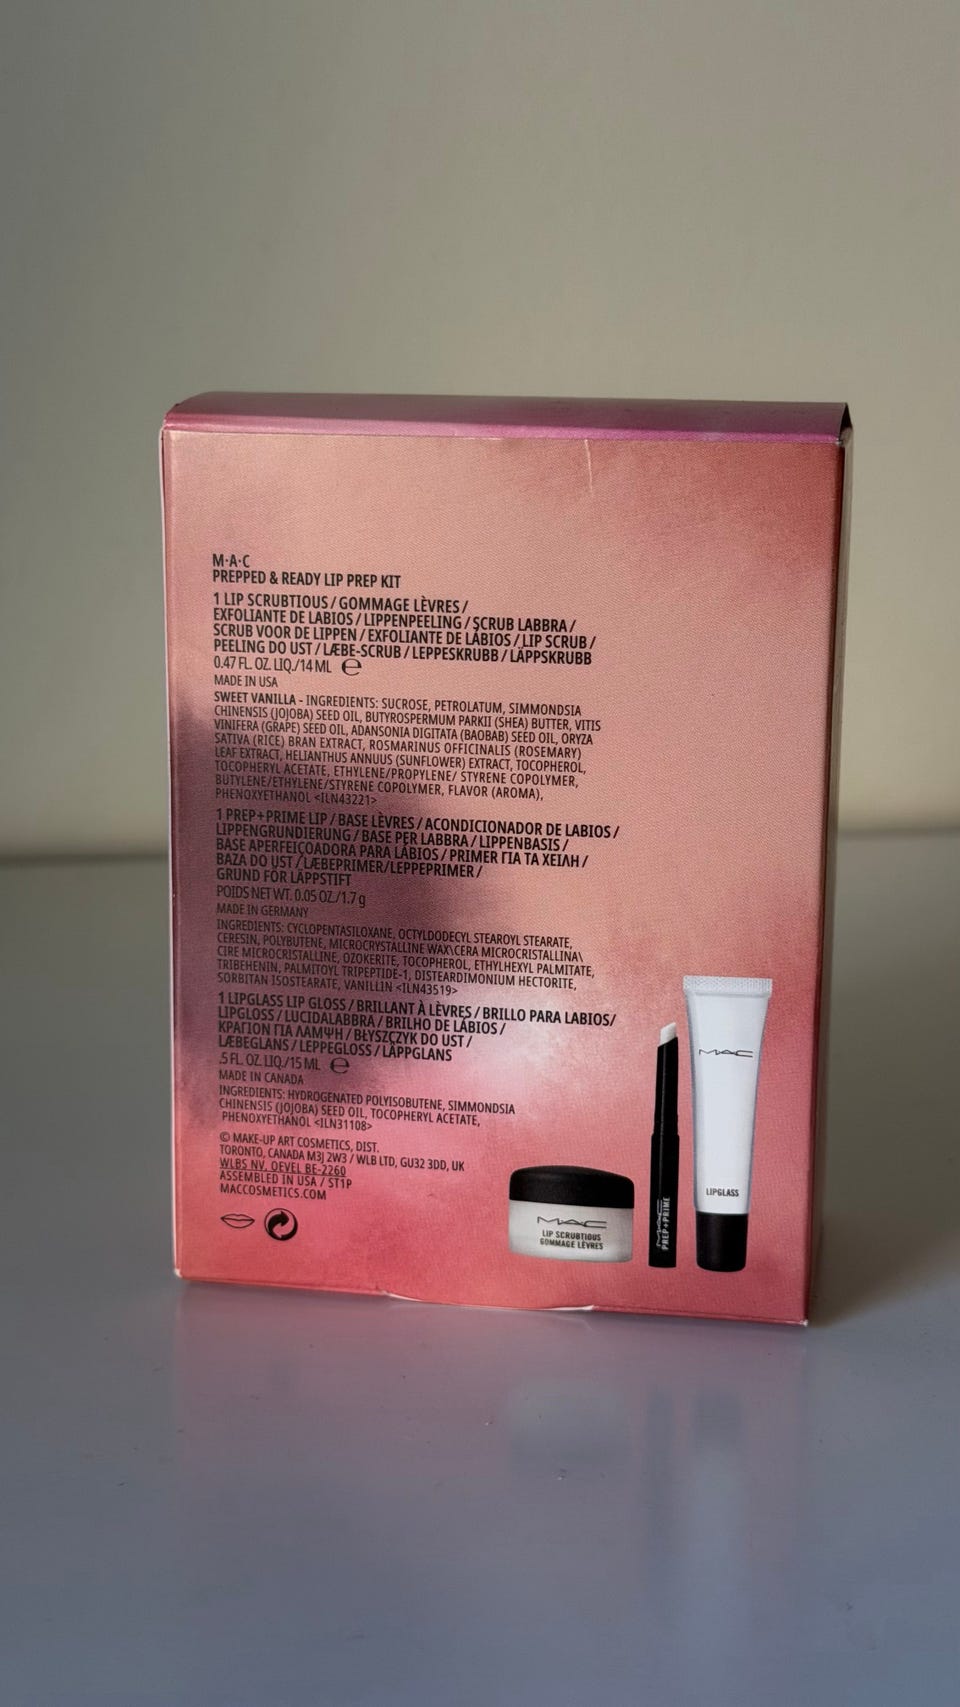 M·A·C
PREPPED & READY LIP PREP KIT
1 LIP SCRUBTIOUS / GOMMAGE LÈVRES /
EXFOLIANTE DE LABIOS / LIPPENPEELING / SCRUB LABBRA /
SCRUB VOOR DE LIPPEN / EXFOLIANTE DE LÁBIOS / LIP SCRUB /
PEELING DO UST / LÆBE-SCRUB / LEPPESKRUBB / LÄPPSKRUBB
0.47 FL. OZ. LIQ./14 ML ℮
MADE IN USA
SWEET VANILLA - INGREDIENTS: SUCROSE, PETROLATUM, SIMMONDSIA
CHINENSIS (JOJOBA) SEED OIL, BUTYROSPERMUM PARKII (SHEA) BUTTER, VITIS
VINIFERA (GRAPE) SEED OIL, ADANSONIA DIGITATA (BAOBAB) SEED OIL, ORYZA
SATIVA (RICE) BRAN EXTRACT, ROSMARINUS OFFICINALIS (ROSEMARY)
LEAF EXTRACT, HELIANTHUS ANNUUS (SUNFLOWER) EXTRACT, TOCOPHEROL,
TOCOPHERYL ACETATE, ETHYLENE/PROPYLENE/ STYRENE COPOLYMER,
BUTYLENE/ETHYLENE/STYRENE COPOLYMER, FLAVOR (AROMA),
PHENOXYETHANOL <ILN43221>
1 PREP+PRIME LIP / BASE LÈVRES / ACONDICIONADOR DE LABIOS /
LIPPENGRUNDIERUNG / BASE PER LABBRA / LIPPENBASIS /
BASE APERFEIÇOADORA PARA LÁBIOS / PRIMER ΓΙΑ ΤΑ ΧΕΙΛΗ /
BAZA DO UST / LÆBEPRIMER/LEPPEPRIMER /
GRUND FÖR LÄPPSTIFT
POIDS NET WT. 0.05 OZ./1.7 g
MADE IN GERMANY
INGREDIENTS: CYCLOPENTASILOXANE, OCTYLDODECYL STEAROYL STEARATE,
CERESIN, POLYBUTENE, MICROCRYSTALLINE WAX\CERA MICROCRISTALLINA\
CIRE MICROCRISTALLINE, OZOKERITE, TOCOPHEROL, ETHYLHEXYL PALMITATE,
TRIBEHENIN, PALMITOYL TRIPEPTIDE-1, DISTEARDIMONIUM HECTORITE,
SORBITAN ISOSTEARATE, VANILLIN <ILN43519>
1 LIPGLASS LIP GLOSS / BRILLANT À LÈVRES / BRILLO PARA LABIOS/
LIPGLOSS / LUCIDALABBRA / BRILHO DE LÁBIOS /
ΚΡΑΓΙΟΝ ΓΙΑ ΛΑΜΨΗ / BŁYSZCZYK DO UST /
LÆBEGLANS / LEPPEGLOSS / LÄPPGLANS
.5 FL. OZ. LIQ./15 ML ℮
MADE IN CANADA
INGREDIENTS: HYDROGENATED POLYISOBUTENE, SIMMONDSIA
CHINENSIS (JOJOBA) SEED OIL, TOCOPHERYL ACETATE,
PHENOXYETHANOL <ILN31108>
© MAKE-UP ART COSMETICS, DIST.
TORONTO, CANADA M3J 2W3 / WLB LTD, GU32 3DD, UK
WLBS NV. OEVEL BE-2260
ASSEMBLED IN USA / ST1P
MACCOSMETICS.COM
MAC
LIP SCRUBTIOUS
GOMMAGE LÈVRES
MAC
PREP+PRIME
MAC
LIPGLASS